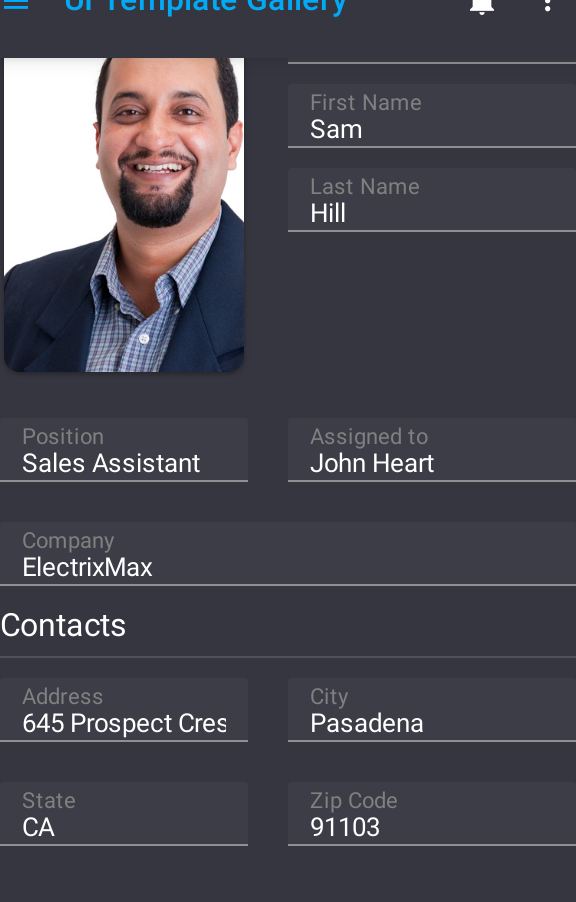 UI Template Gallery
First Name
Sam
Last Name
Hill
Position
Sales Assistant
Assigned to
John Heart
Company
ElectrixMax
Contacts
Address
645 Prospect Cres
City
Pasadena
State
CA
Zip Code
91103